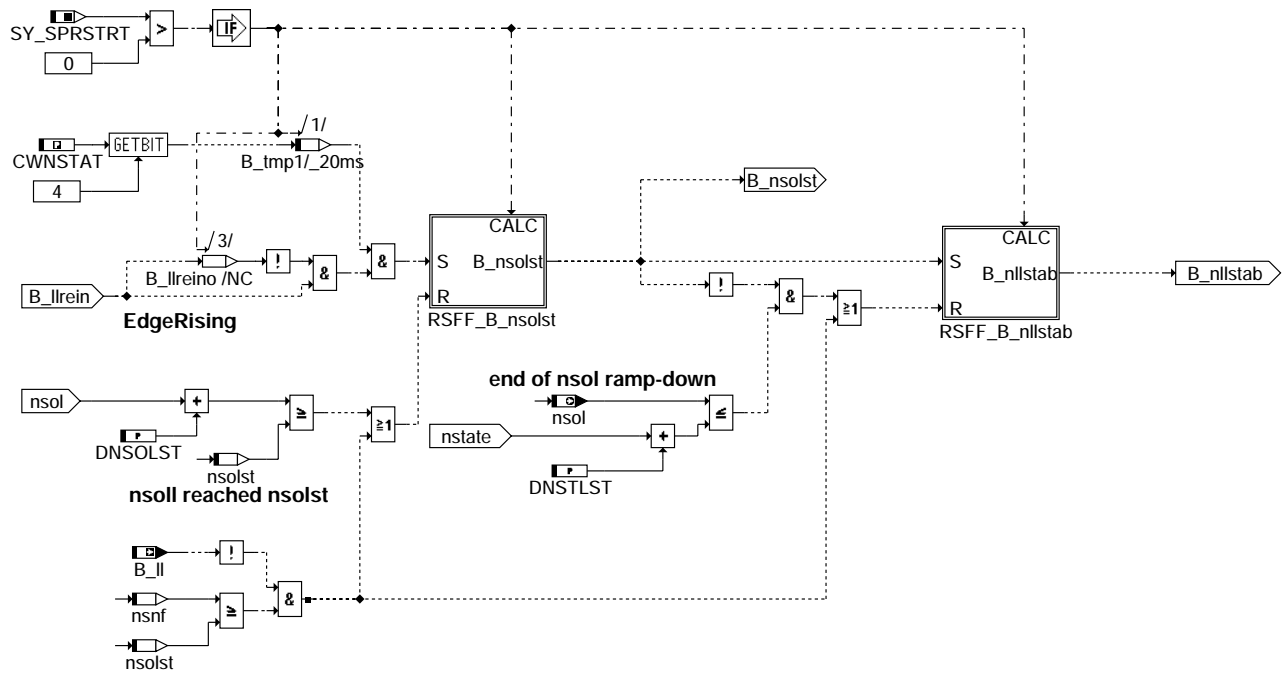 SY_SPRSTRT
>
IF
0
/1/
CWNSTAT
GETBIT
B_tmp1/_20ms
4
B_nsolst
CALC
S B_nsolst
R
RSFF_B_nsolst
CALC
S
B_nllstab
R
RSFF_B_nllstab
B_nllstab
/3/
!
&
&
B_llreino /NC
B_llrein
EdgeRising
!
&
≥1
nsol
+
≥
≥1
DNSOLST
nsolst
nsoll reached nsolst
end of nsol ramp-down
nsol
≤
nstate
+
DNSTLST
B_ll
!
&
nsnf
≥
nsolst